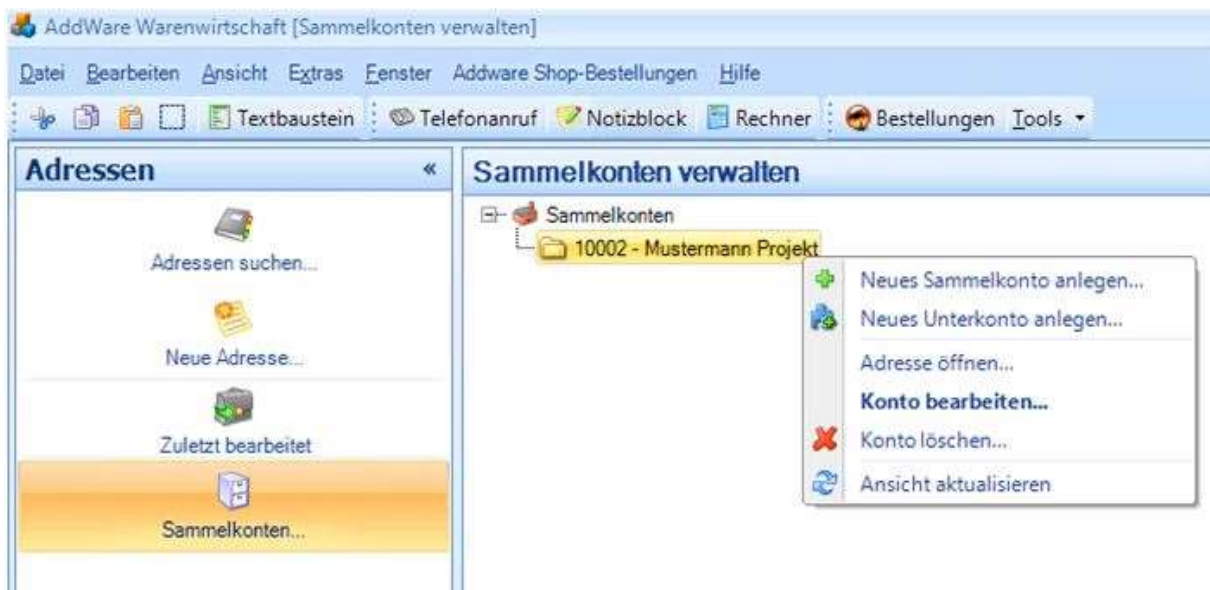 AddWare Warenwirtschaft [Sammelkonten verwalten]
Datei Bearbeiten Ansicht Extras Fenster Addware Shop-Bestellungen Hilfe
Textbaustein Telefonanruf Notizblock Rechner Bestellungen Tools
Adressen «
Adressen suchen...
Neue Adresse...
Zuletzt bearbeitet
Sammelkonten...
Sammelkonten verwalten
Sammelkonten
10002 - Mustermann Projekt
Neues Sammelkonto anlegen...
Neues Unterkonto anlegen...
Adresse öffnen...
Konto bearbeiten...
Konto löschen...
Ansicht aktualisieren